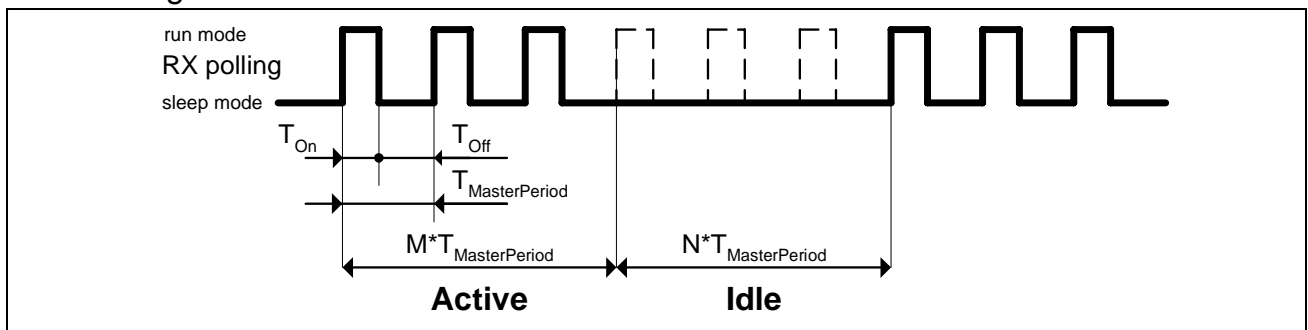 run mode
RX polling
sleep mode
TOn
TOff
TMasterPeriod
M*TMasterPeriod
N*TMasterPeriod
Active
Idle